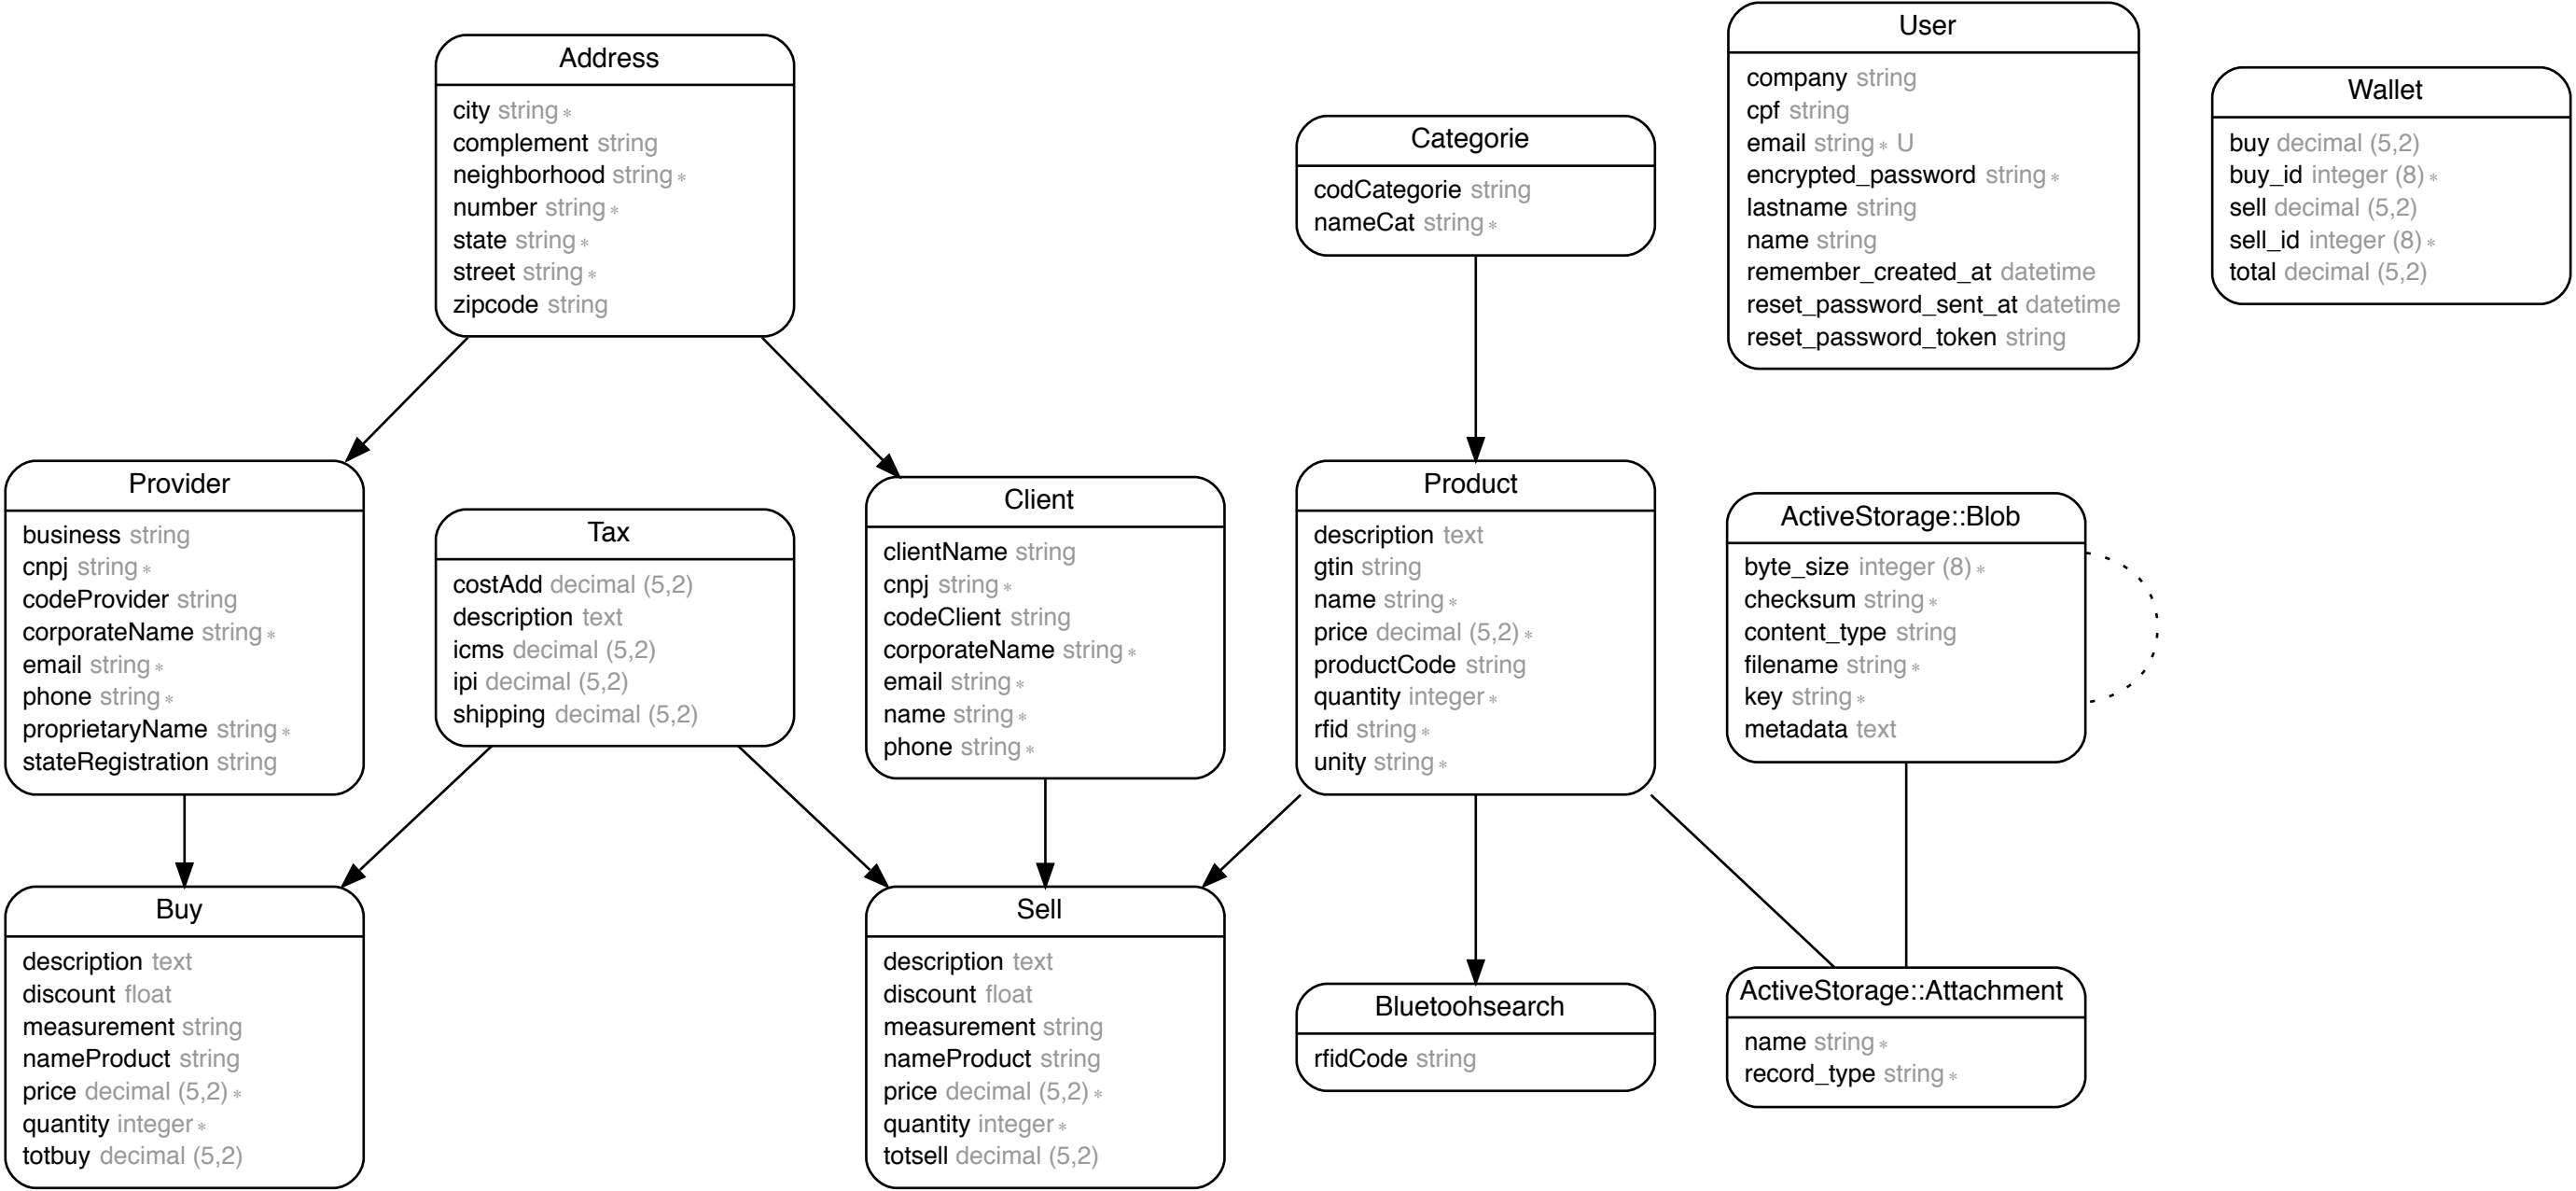 Address
city string *
complement string
neighborhood string *
number string *
state string *
street string *
zipcode string
Categorie
codCategorie string
nameCat string *
User
company string
cpf string
email string * U
encrypted_password string *
lastname string
name string
remember_created_at datetime
reset_password_sent_at datetime
reset_password_token string
Wallet
buy decimal (5,2)
buy_id integer (8) *
sell decimal (5,2)
sell_id integer (8) *
total decimal (5,2)
Provider
business string
cnpj string *
codeProvider string
corporateName string *
email string *
phone string *
proprietaryName string *
stateRegistration string
Tax
costAdd decimal (5,2)
description text
icms decimal (5,2)
ipi decimal (5,2)
shipping decimal (5,2)
Client
clientName string
cnpj string *
codeClient string
corporateName string *
email string *
name string *
phone string *
Product
description text
gtin string
name string *
price decimal (5,2) *
productCode string
quantity integer *
rfid string *
unity string *
ActiveStorage::Blob
byte_size integer (8) *
checksum string *
content_type string
filename string *
key string *
metadata text
Buy
description text
discount float
measurement string
nameProduct string
price decimal (5,2) *
quantity integer *
totbuy decimal (5,2)
Sell
description text
discount float
measurement string
nameProduct string
price decimal (5,2) *
quantity integer *
totsell decimal (5,2)
Bluetoohsearch
rfidCode string
ActiveStorage::Attachment
name string *
record_type string *